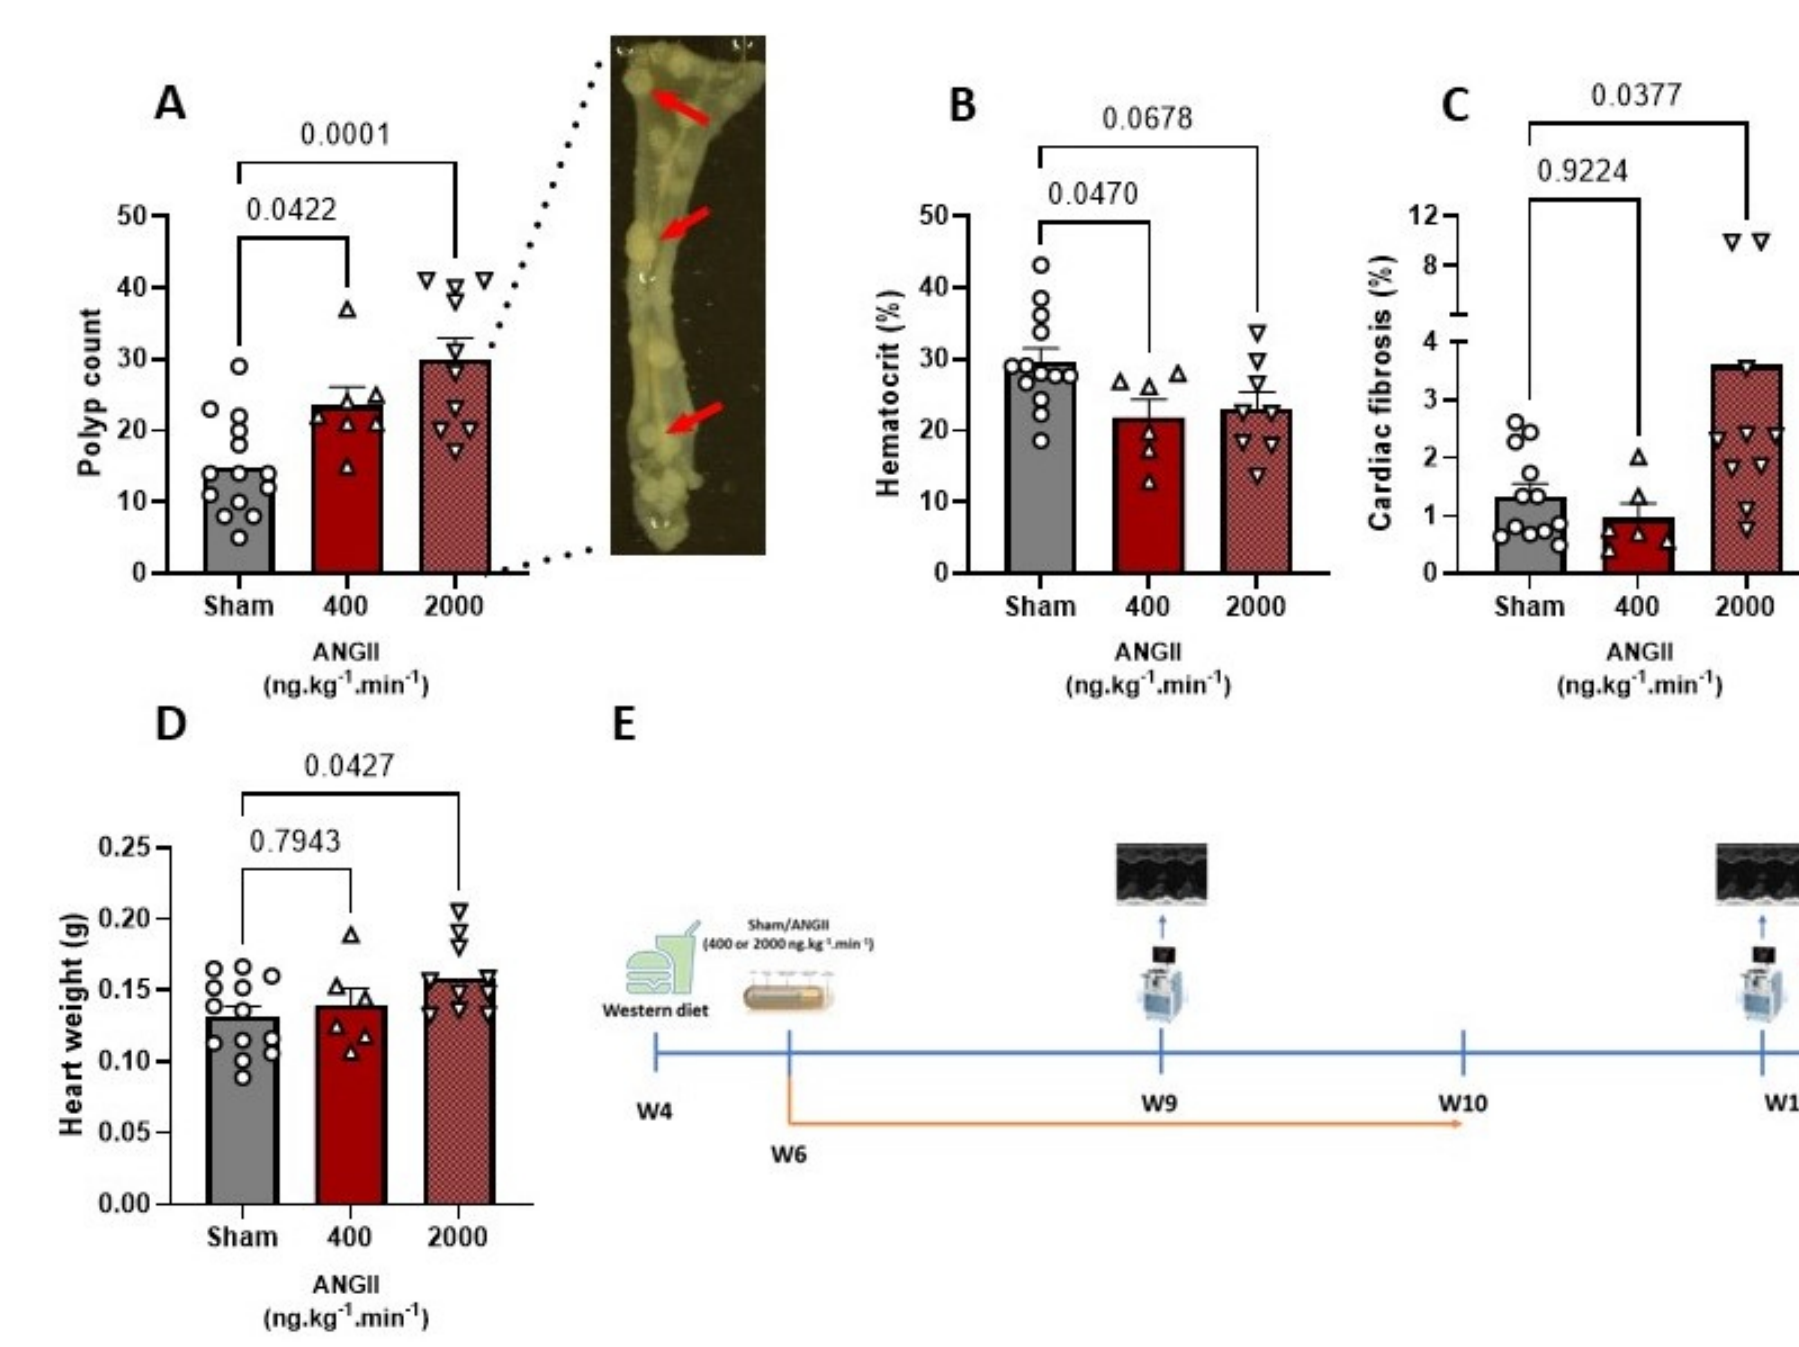 A
0.0001
0.0422
50
40
30
20
10
0
Polyp count
Sham 400 2000
ANGII
(ng.kg⁻¹.min⁻¹)
B
0.0678
0.0470
50
40
30
20
10
0
Hematocrit (%)
Sham 400 2000
ANGII
(ng.kg⁻¹.min⁻¹)
C
0.0377
0.9224
12
8
4
3
2
1
0
Cardiac fibrosis (%)
Sham 400 2000
ANGII
(ng.kg⁻¹.min⁻¹)
D
0.0427
0.7943
0.25
0.20
0.15
0.10
0.05
0.00
Heart weight (g)
Sham 400 2000
ANGII
(ng.kg⁻¹.min⁻¹)
E
Sham/ANGII
(400 or 2000 ng.kg⁻¹.min⁻¹)
Western diet
W4
W6
W9
W10
W1